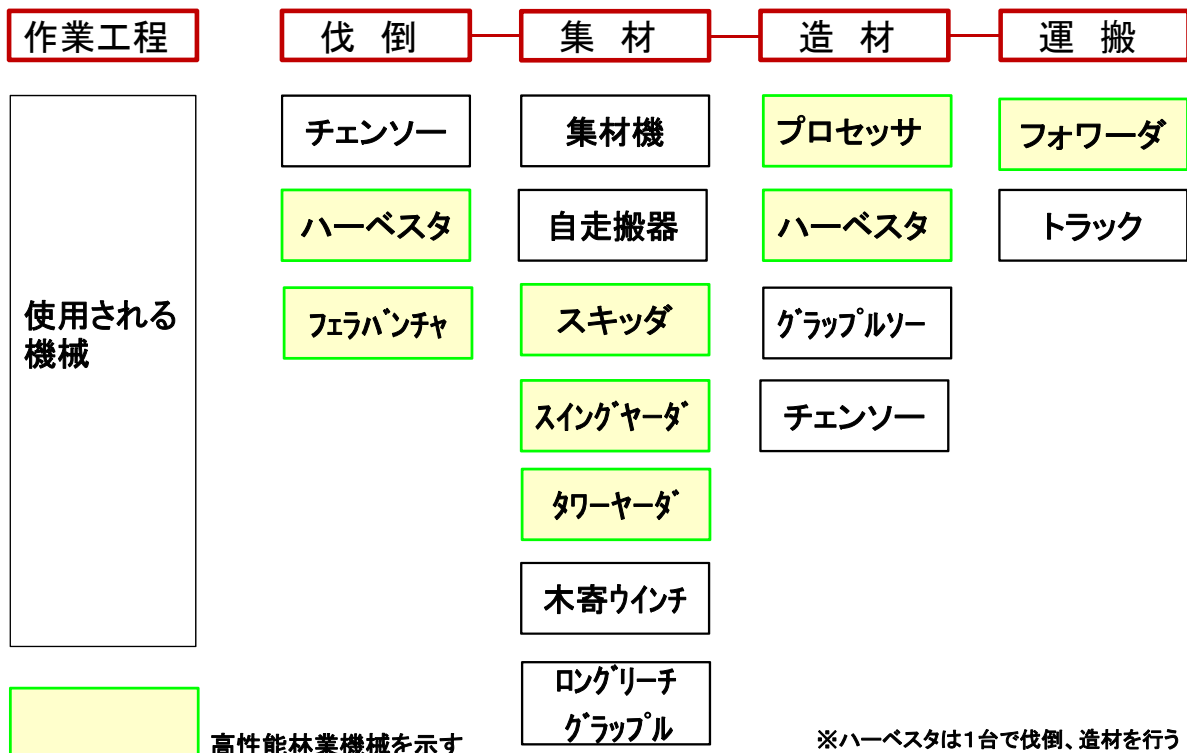 作業工程
伐 倒
集 材
造 材
運 搬
使用される
機械
チェンソー
ハーベスタ
フェラバンチャ
集材機
自走搬器
スキッダ
スイングヤーダ
タワーヤーダ
木寄ウインチ
ロングリーチ
グラップル
プロセッサ
ハーベスタ
グラップルソー
チェンソー
フォワーダ
トラック
高性能林業機械を示す
※ハーベスタは1台で伐倒、造材を行う